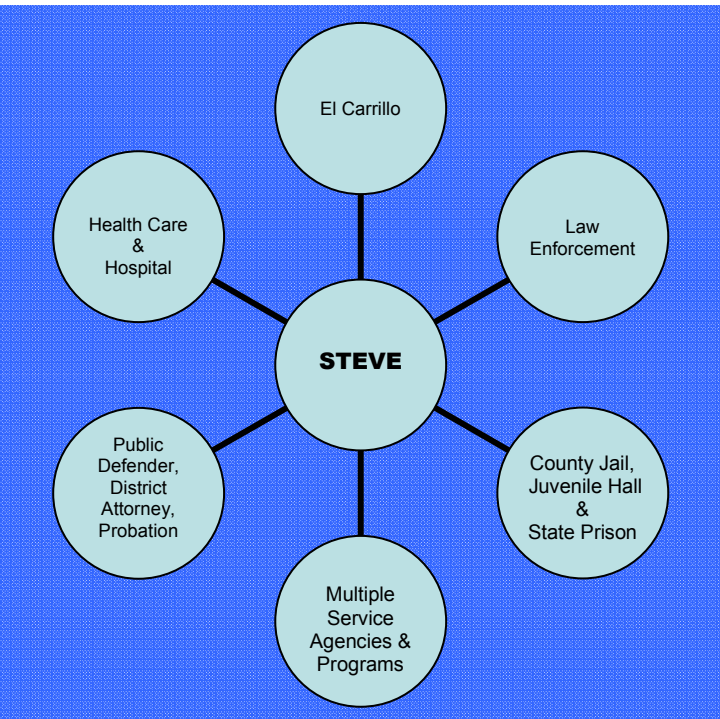 El Carrillo
Health Care
&
Hospital
Law
Enforcement
STEVE
Public
Defender,
District
Attorney,
Probation
County Jail,
Juvenile Hall
&
State Prison
Multiple
Service
Agencies &
Programs